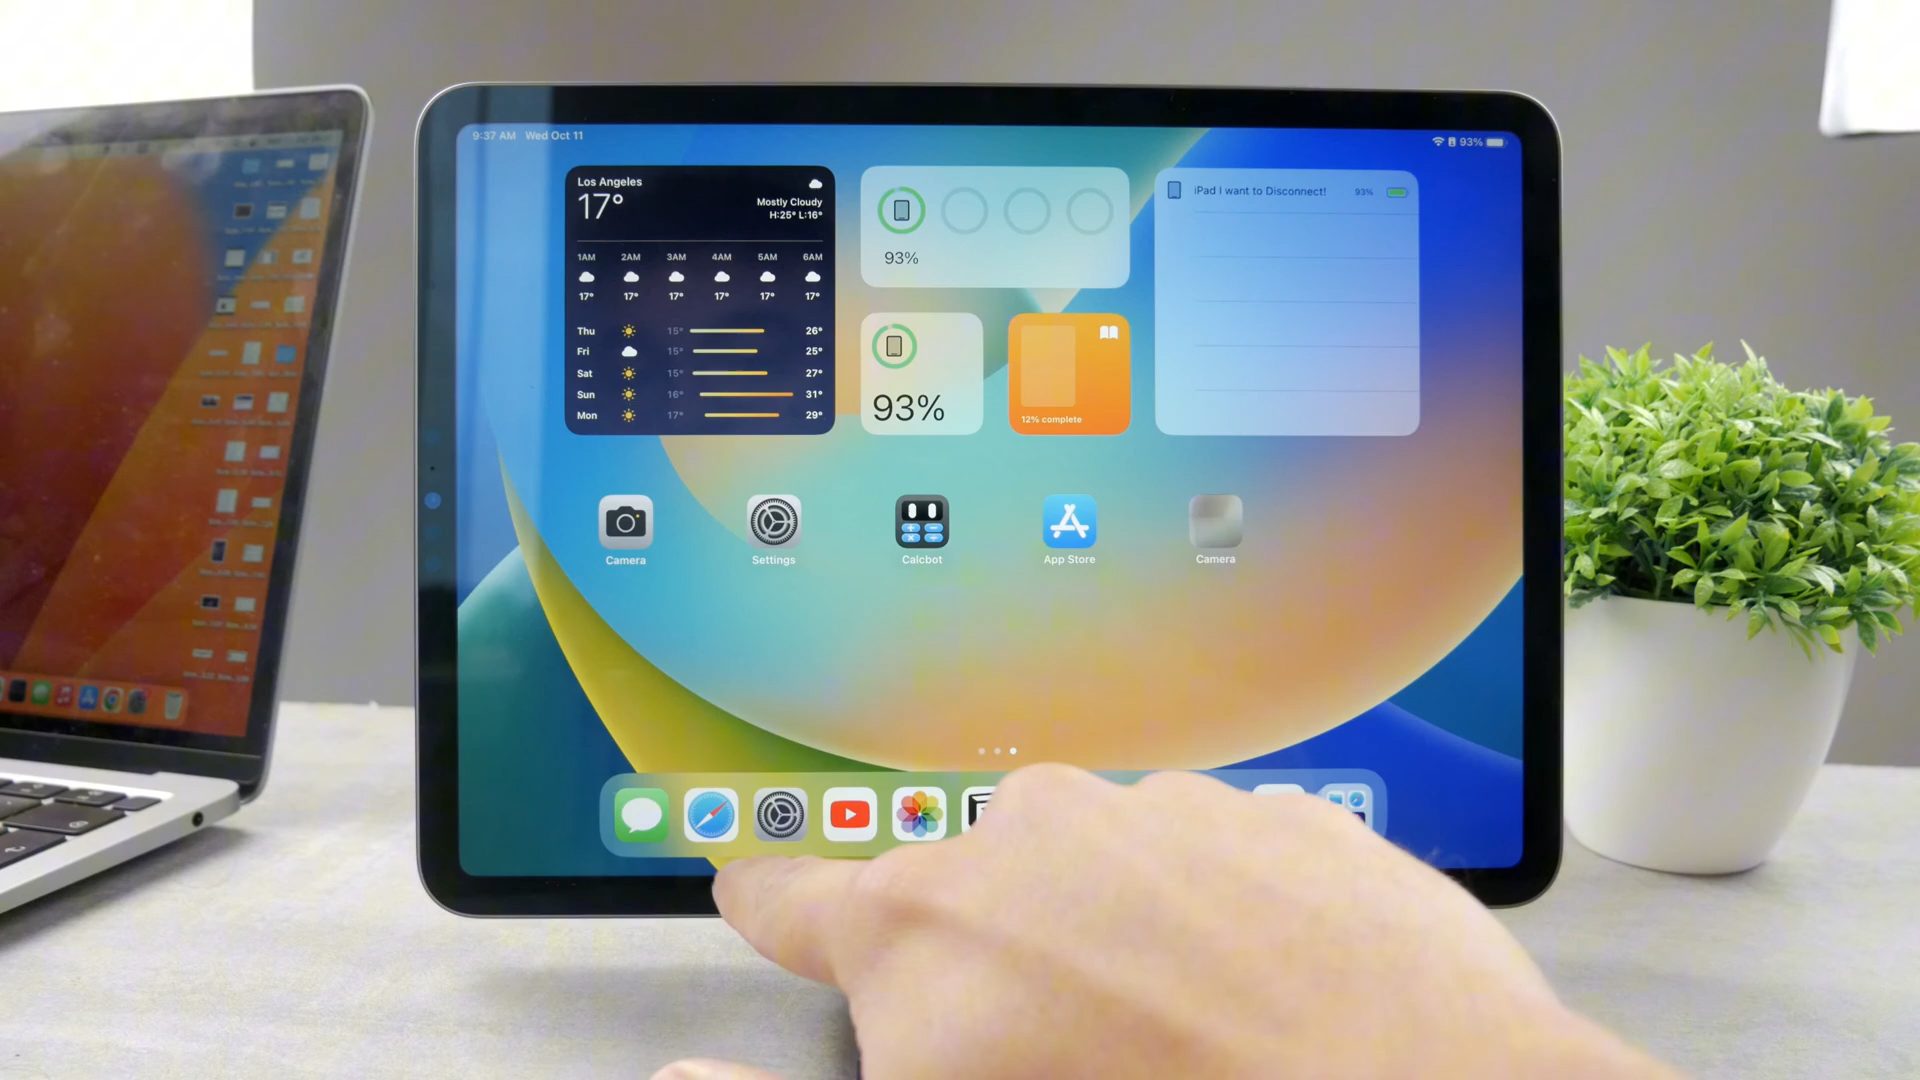 9:37 AM Wed Oct 11
93%
Los Angeles
17°
Mostly Cloudy
H:25° L:16°
1AM 2AM 3AM 4AM 5AM 6AM
17° 17° 17° 17° 17° 17°
Thu 15° 26°
Fri 15° 25°
Sat 15° 27°
Sun 16° 31°
Mon 17° 29°
93%
93%
12% complete
iPad I want to Disconnect! 93%
Camera Settings Calcbot App Store Camera